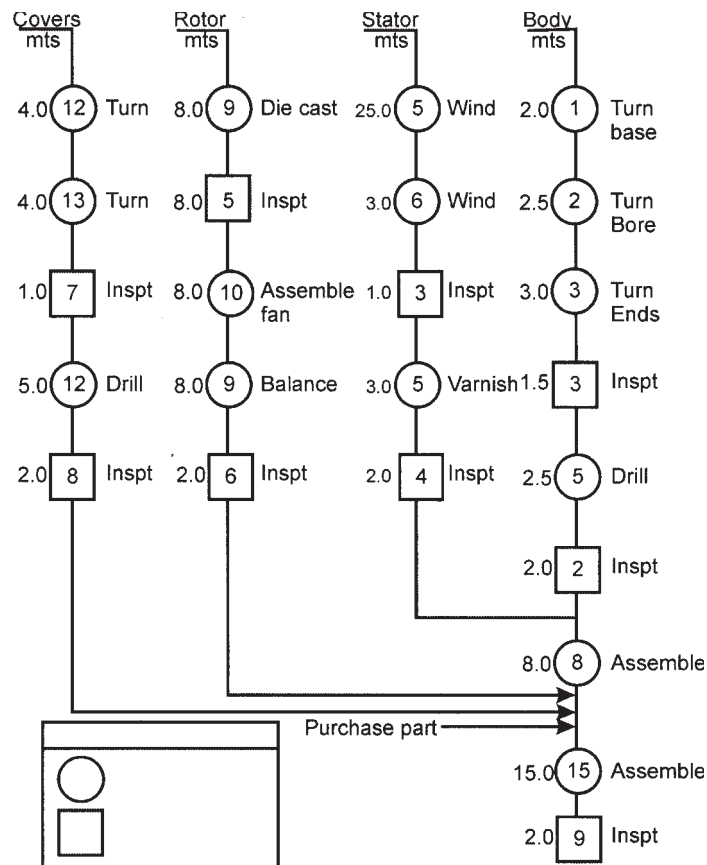 Covers
mts
Rotor
mts
Stator
mts
Body
mts
4.0 12 Turn
8.0 9 Die cast
25.0 5 Wind
2.0 1 Turn
base
4.0 13 Turn
8.0 5 Inspt
3.0 6 Wind
2.5 2 Turn
Bore
1.0 7 Inspt
8.0 10 Assemble
fan
1.0 3 Inspt
3.0 3 Turn
Ends
5.0 12 Drill
8.0 9 Balance
3.0 5 Varnish
1.5 3 Inspt
2.0 8 Inspt
2.0 6 Inspt
2.0 4 Inspt
2.5 5 Drill
2.0 2 Inspt
8.0 8 Assemble
Purchase part
15.0 15 Assemble
2.0 9 Inspt